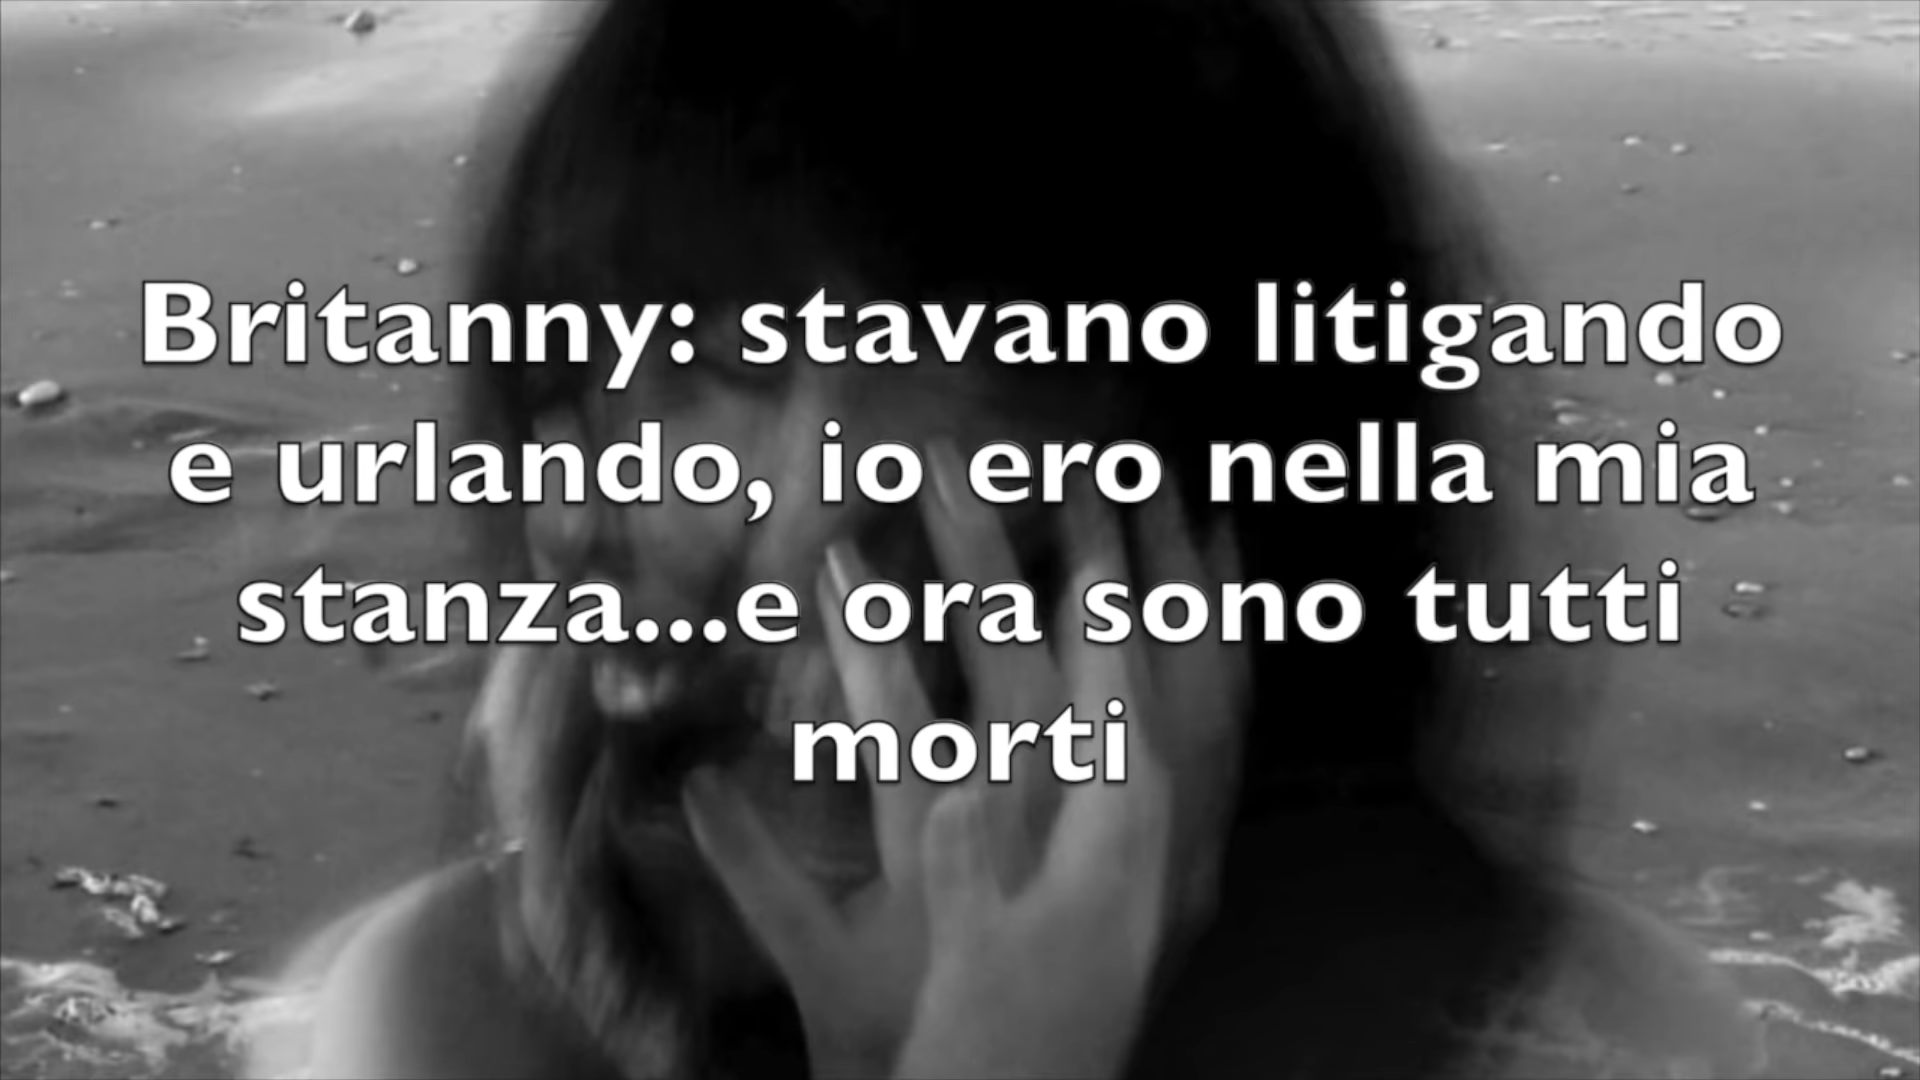 Britanny: stavano litigando
e urlando, io ero nella mia
stanza...e ora sono tutti
morti